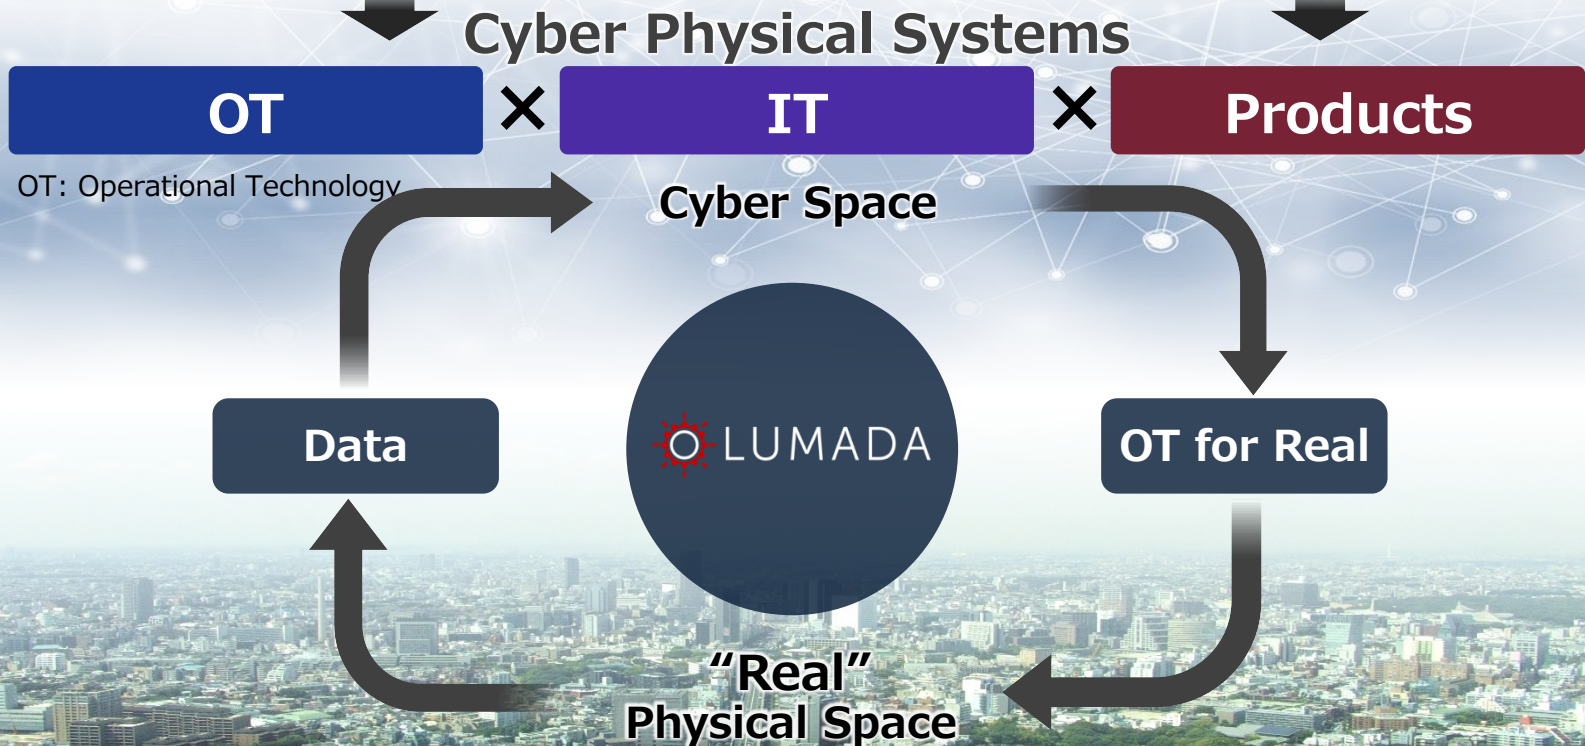 Cyber Physical Systems
OT × IT × Products
OT: Operational Technology
Cyber Space
Data
LUMADA
OT for Real
“Real”
Physical Space